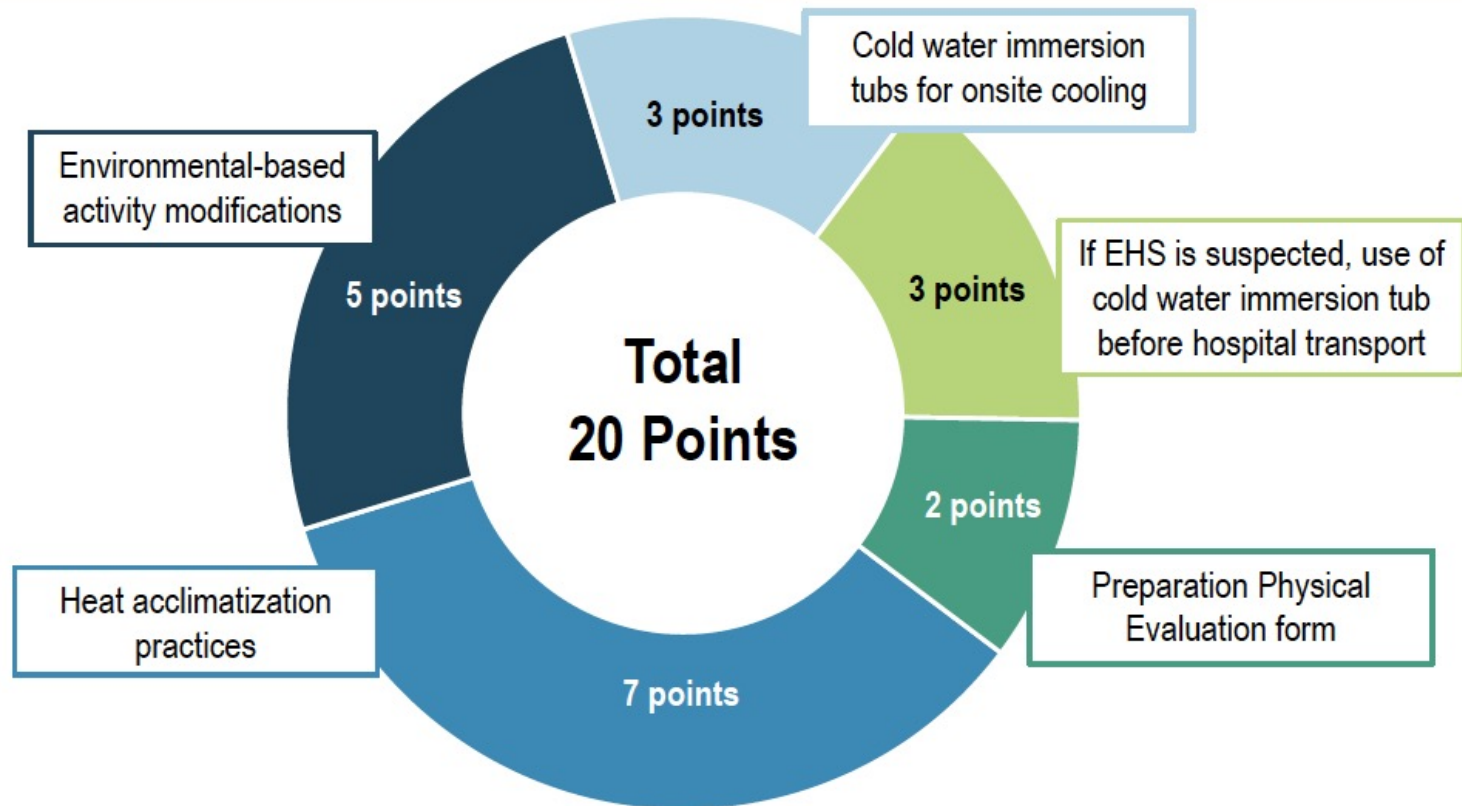 Cold water immersion
tubs for onsite cooling
3 points
Environmental-based
activity modifications
5 points
If EHS is suspected, use of
cold water immersion tub
before hospital transport
3 points
Total
20 Points
2 points
Preparation Physical
Evaluation form
Heat acclimatization
practices
7 points